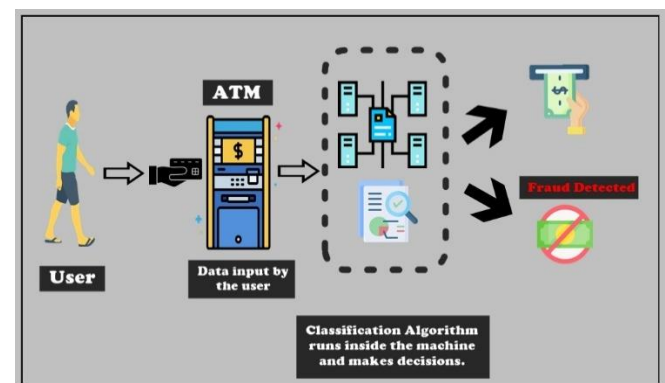 ATM
Fraud Detected
User
Data input by
the user
Classification Algorithm
runs inside the machine
and makes decisions.